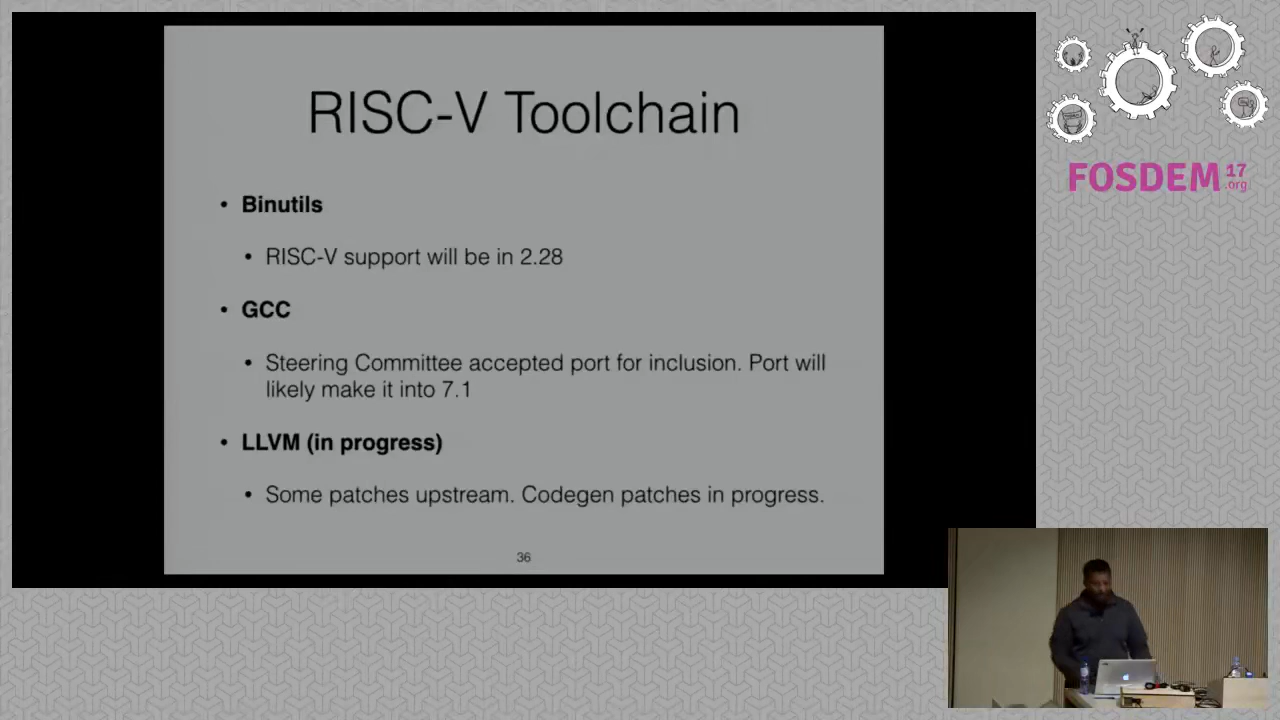 RISC-V Toolchain
• Binutils
• RISC-V support will be in 2.28
• GCC
• Steering Committee accepted port for inclusion. Port will
likely make it into 7.1
• LLVM (in progress)
• Some patches upstream. Codegen patches in progress.
36
FOSDEM 17
.org